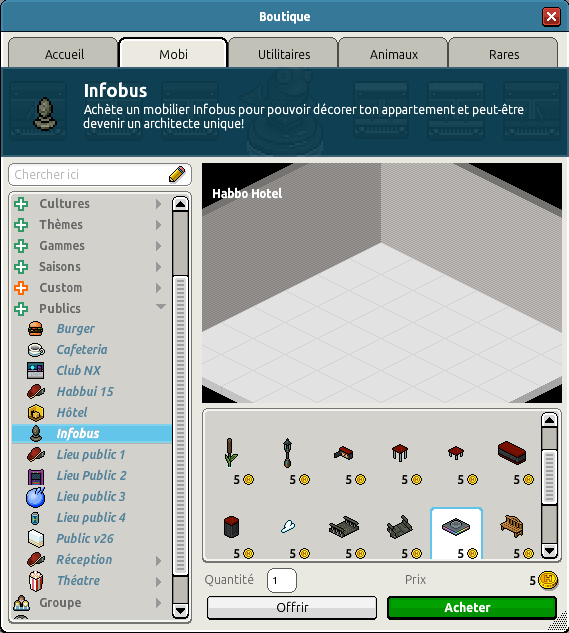 Boutique
Accueil
Mobi
Utilitaires
Animaux
Rares
Infobus
Achète un mobilier Infobus pour pouvoir décorer ton appartement et peut-être
devenir un architecte unique!
Chercher ici
Habbo Hotel
Cultures
Thèmes
Gammes
Saisons
Custom
Publics
Burger
Cafeteria
Club NX
Habbui 15
Hôtel
Infobus
Lieu public 1
Lieu Public 2
Lieu public 3
Lieu public 4
Public v26
Réception
Théatre
Groupe
5 5 5 5 5 5
5 5 5 5 5 5
Quantité 1 Prix 5
Offrir
Acheter